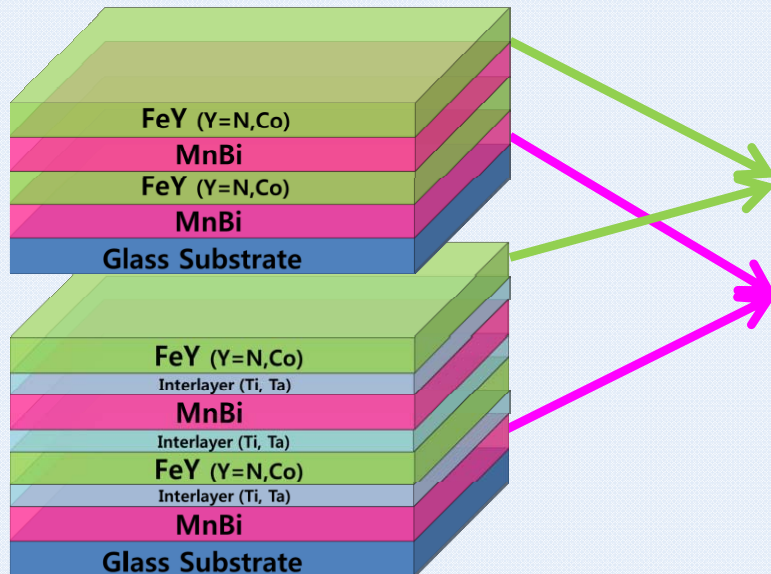 FeY (Y=N,Co)
MnBi
FeY (Y=N,Co)
MnBi
Glass Substrate
FeY (Y=N,Co)
Interlayer (Ti, Ta)
MnBi
Interlayer (Ti, Ta)
FeY (Y=N,Co)
Interlayer (Ti, Ta)
MnBi
Glass Substrate